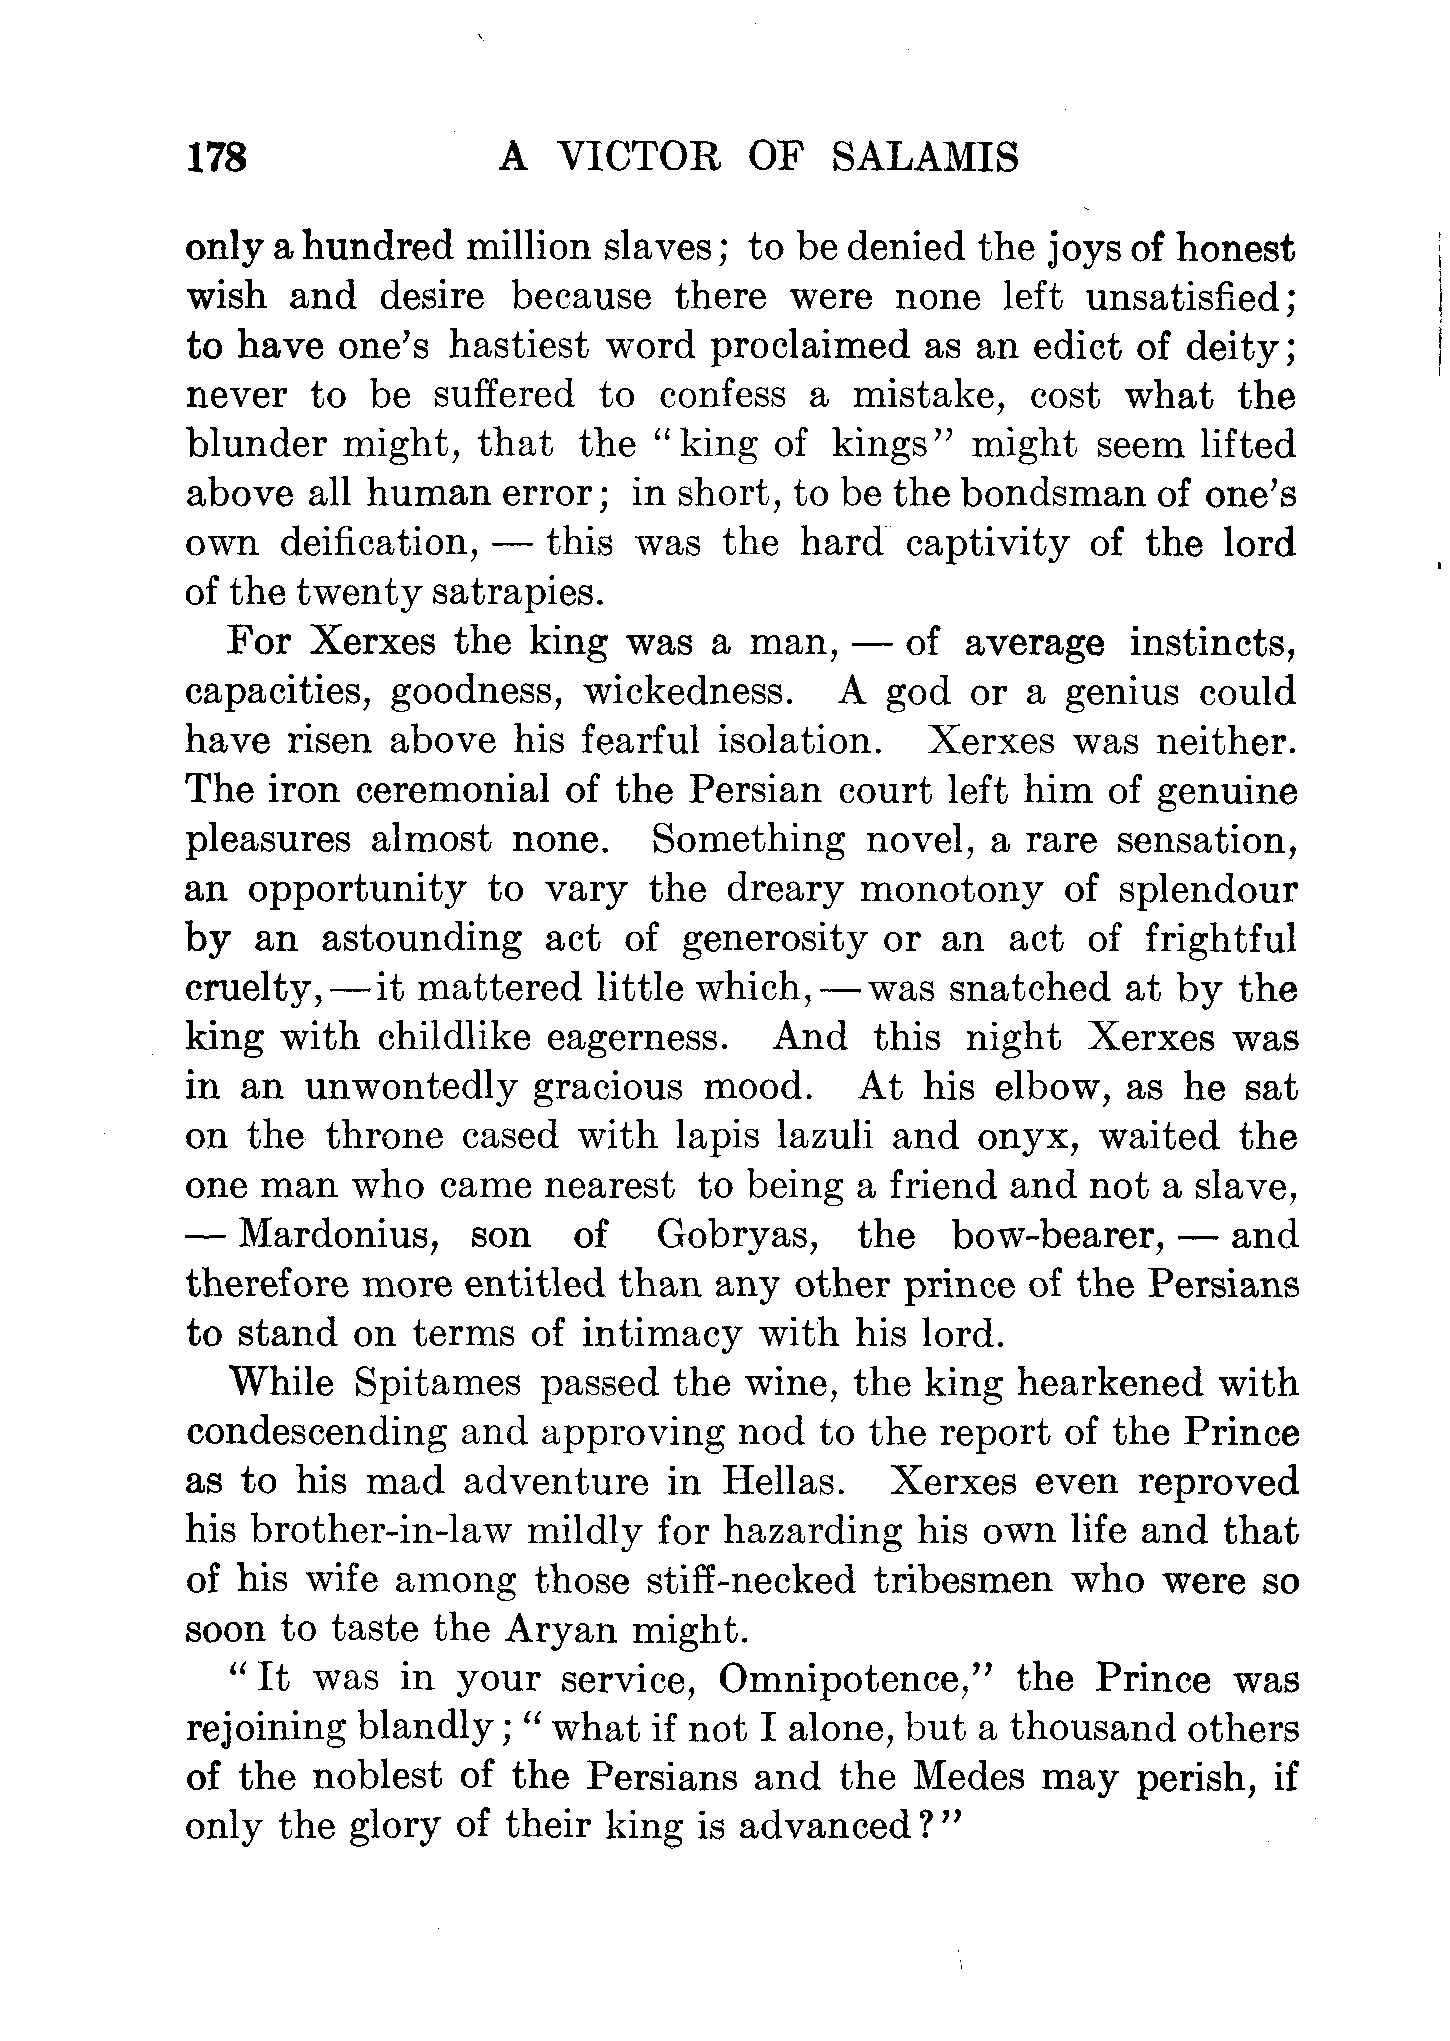 178 A VICTOR OF SALAMIS
only a hundred million slaves; to be denied the joys of honest
wish and desire because there were none left unsatisfied;
to have one's hastiest word proclaimed as an edict of deity;
never to be suffered to confess a mistake, cost what the
blunder might, that the "king of kings" might seem lifted
above all human error; in short, to be the bondsman of one's
own deification, — this was the hard captivity of the lord
of the twenty satrapies.
For Xerxes the king was a man, — of average instincts,
capacities, goodness, wickedness. A god or a genius could
have risen above his fearful isolation. Xerxes was neither.
The iron ceremonial of the Persian court left him of genuine
pleasures almost none. Something novel, a rare sensation,
an opportunity to vary the dreary monotony of splendour
by an astounding act of generosity or an act of frightful
cruelty,—it mattered little which,—was snatched at by the
king with childlike eagerness. And this night Xerxes was
in an unwontedly gracious mood. At his elbow, as he sat
on the throne cased with lapis lazuli and onyx, waited the
one man who came nearest to being a friend and not a slave,
— Mardonius, son of Gobryas, the bow-bearer, — and
therefore more entitled than any other prince of the Persians
to stand on terms of intimacy with his lord.
While Spitames passed the wine, the king hearkened with
condescending and approving nod to the report of the Prince
as to his mad adventure in Hellas. Xerxes even reproved
his brother-in-law mildly for hazarding his own life and that
of his wife among those stiff-necked tribesmen who were so
soon to taste the Aryan might.
"It was in your service, Omnipotence," the Prince was
rejoining blandly; "what if not I alone, but a thousand others
of the noblest of the Persians and the Medes may perish, if
only the glory of their king is advanced?"